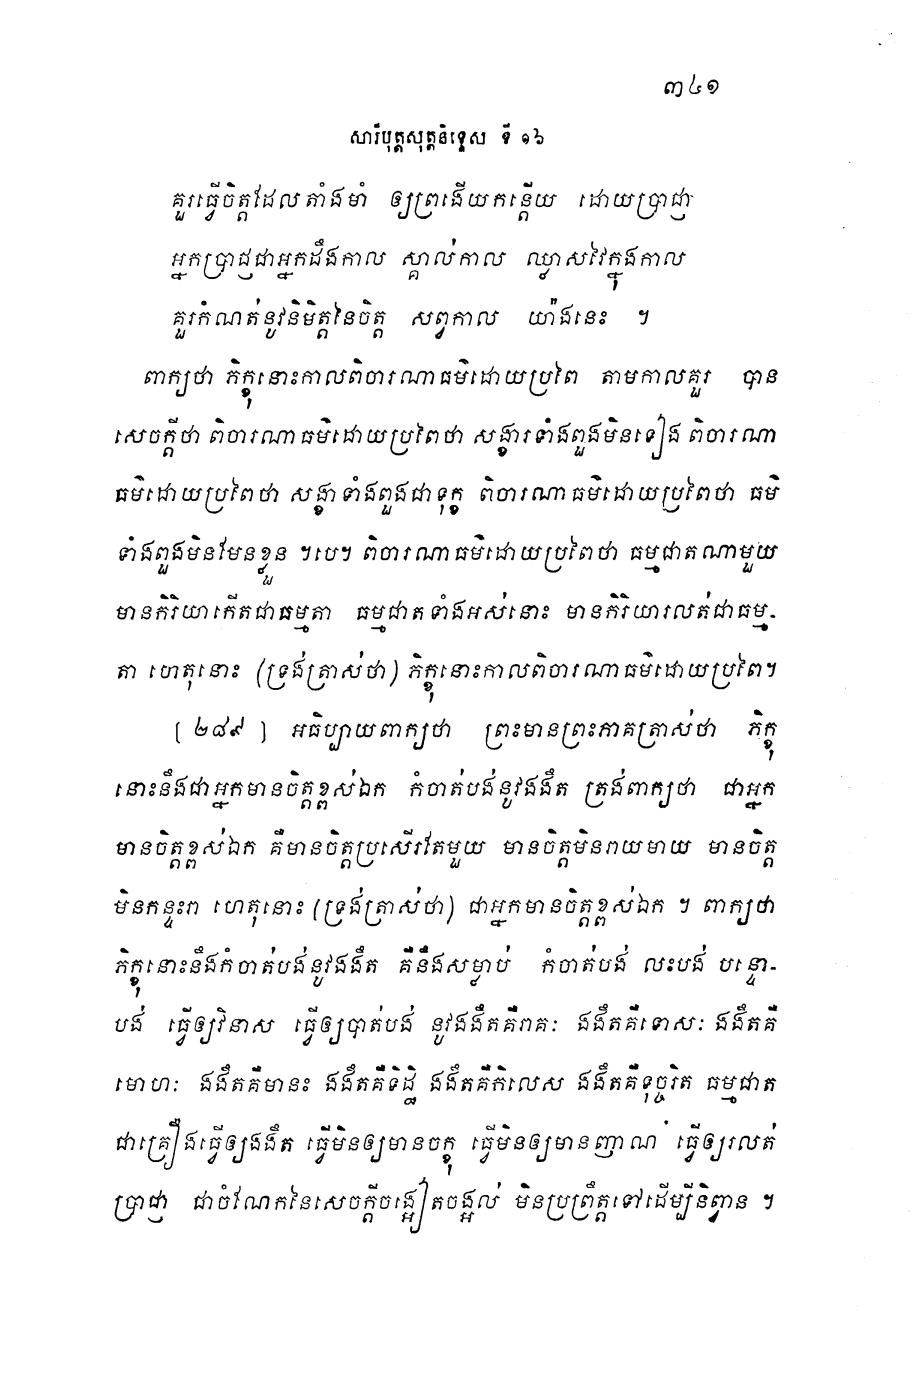 ៣៤១
សារីបុត្តសុត្តនិទ្ទេស ទី ១៦
គួរធ្វើចិត្តដែលតាំងមាំ ឲ្យព្រងើយកន្តើយ ដោយប្រាជ្ញា
អ្នកប្រាជ្ញជាអ្នកដឹងកាល ស្គាល់កាល ឈ្លាសវៃក្នុងកាល
គួរកំណត់នូវនិមិត្តនៃចិត្ត សព្វកាល យ៉ាងនេះ ។
ពាក្យថា ភិក្ខុនោះកាលពិចារណាធម៌ដោយប្រពៃ តាមកាលគួរ បាន
សេចក្តីថា ពិចារណាធម៌ដោយប្រពៃថា សង្ខារទាំងពួងមិនទៀង ពិចារណា
ធម៌ដោយប្រពៃថា សង្ខាទាំងពួងជាទុក្ខ ពិចារណាធម៌ដោយប្រពៃថា ធម៌
ទាំងពួងមិនមែនខ្លួន ។បេ។ ពិចារណាធម៌ដោយប្រពៃថា ធម្មជាតណាមួយ
មានកិរិយាកើតជាធម្មតា ធម្មជាតទាំងអស់នោះ មានកិរិយារលត់ជាធម្ម-
តា ហេតុនោះ (ទ្រង់ត្រាស់ថា) ភិក្ខុនោះកាលពិចារណាធម៌ដោយប្រពៃ។
[ ២៨៩ ] អធិប្បាយពាក្យថា ព្រះមានព្រះភាគត្រាស់ថា ភិក្ខុ
នោះនឹងជាអ្នកមានចិត្តខ្ពស់ឯក កំចាត់បង់នូវងងឹត ត្រង់ពាក្យថា ជាអ្នក
មានចិត្តខ្ពស់ឯក គឺមានចិត្តប្រសើរតែមួយ មានចិត្តមិនរាយមាយ មានចិត្ត
មិនកន្ទះរា ហេតុនោះ (ទ្រង់ត្រាស់ថា) ជាអ្នកមានចិត្តខ្ពស់ឯក ។ ពាក្យថា
ភិក្ខុនោះនឹងកំចាត់បង់នូវងងឹត គឺនឹងសម្លាប់ កំចាត់បង់ លះបង់ បន្ទោ-
បង់ ធ្វើឲ្យវិនាស ធ្វើឲ្យបាត់បង់ នូវងងឹតគឺរាគៈ ងងឹតគឺទោសៈ ងងឹតគឺ
មោហៈ ងងឹតគឺមានះ ងងឹតគឺទិដ្ឋិ ងងឹតគឺកិលេស ងងឹតគឺទុច្ចរិត ធម្មជាត
ជាគ្រឿងធ្វើឲ្យងងឹត ធ្វើមិនឲ្យមានចក្ខុ ធ្វើមិនឲ្យមានញាណ ធ្វើឲ្យរលត់
ប្រាជ្ញា ជាចំណែកនៃសេចក្តីចង្អៀតចង្អល់ មិនប្រព្រឹត្តទៅដើម្បីនិព្វាន ។